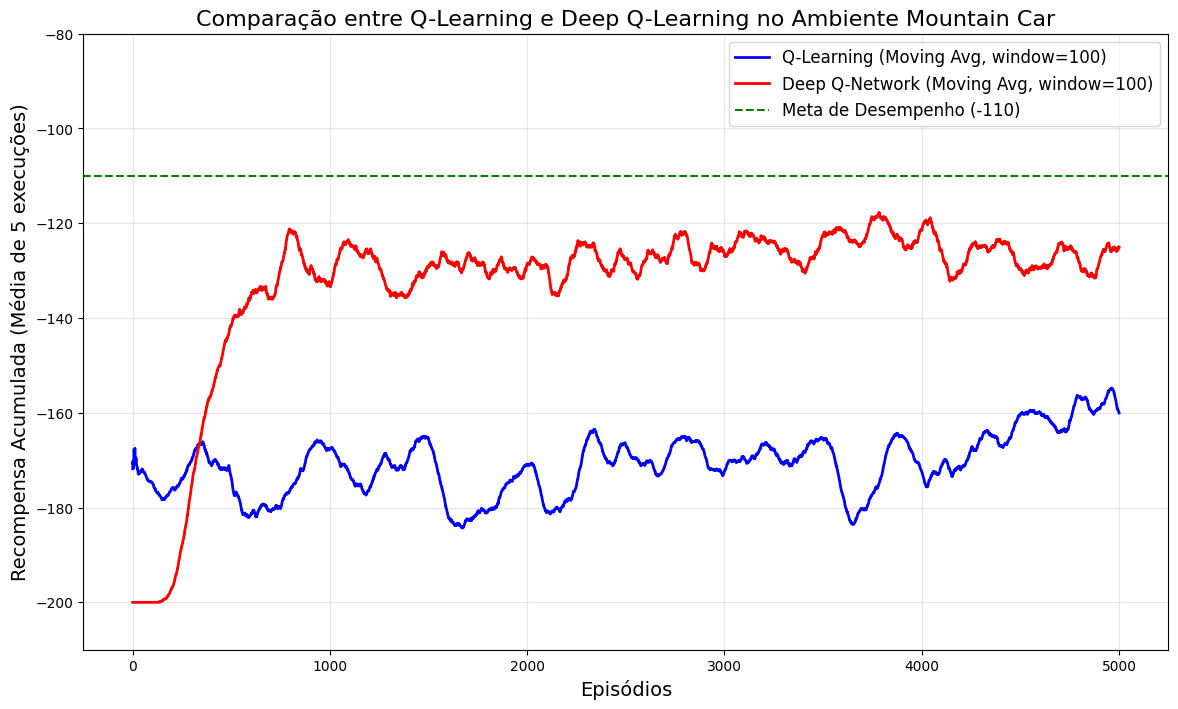 Comparação entre Q-Learning e Deep Q-Learning no Ambiente Mountain Car
Recompensa Acumulada (Média de 5 execuções)
−80
−100
−120
−140
−160
−180
−200
Q-Learning (Moving Avg, window=100)
Deep Q-Network (Moving Avg, window=100)
Meta de Desempenho (-110)
0
1000
2000
3000
4000
5000
Episódios